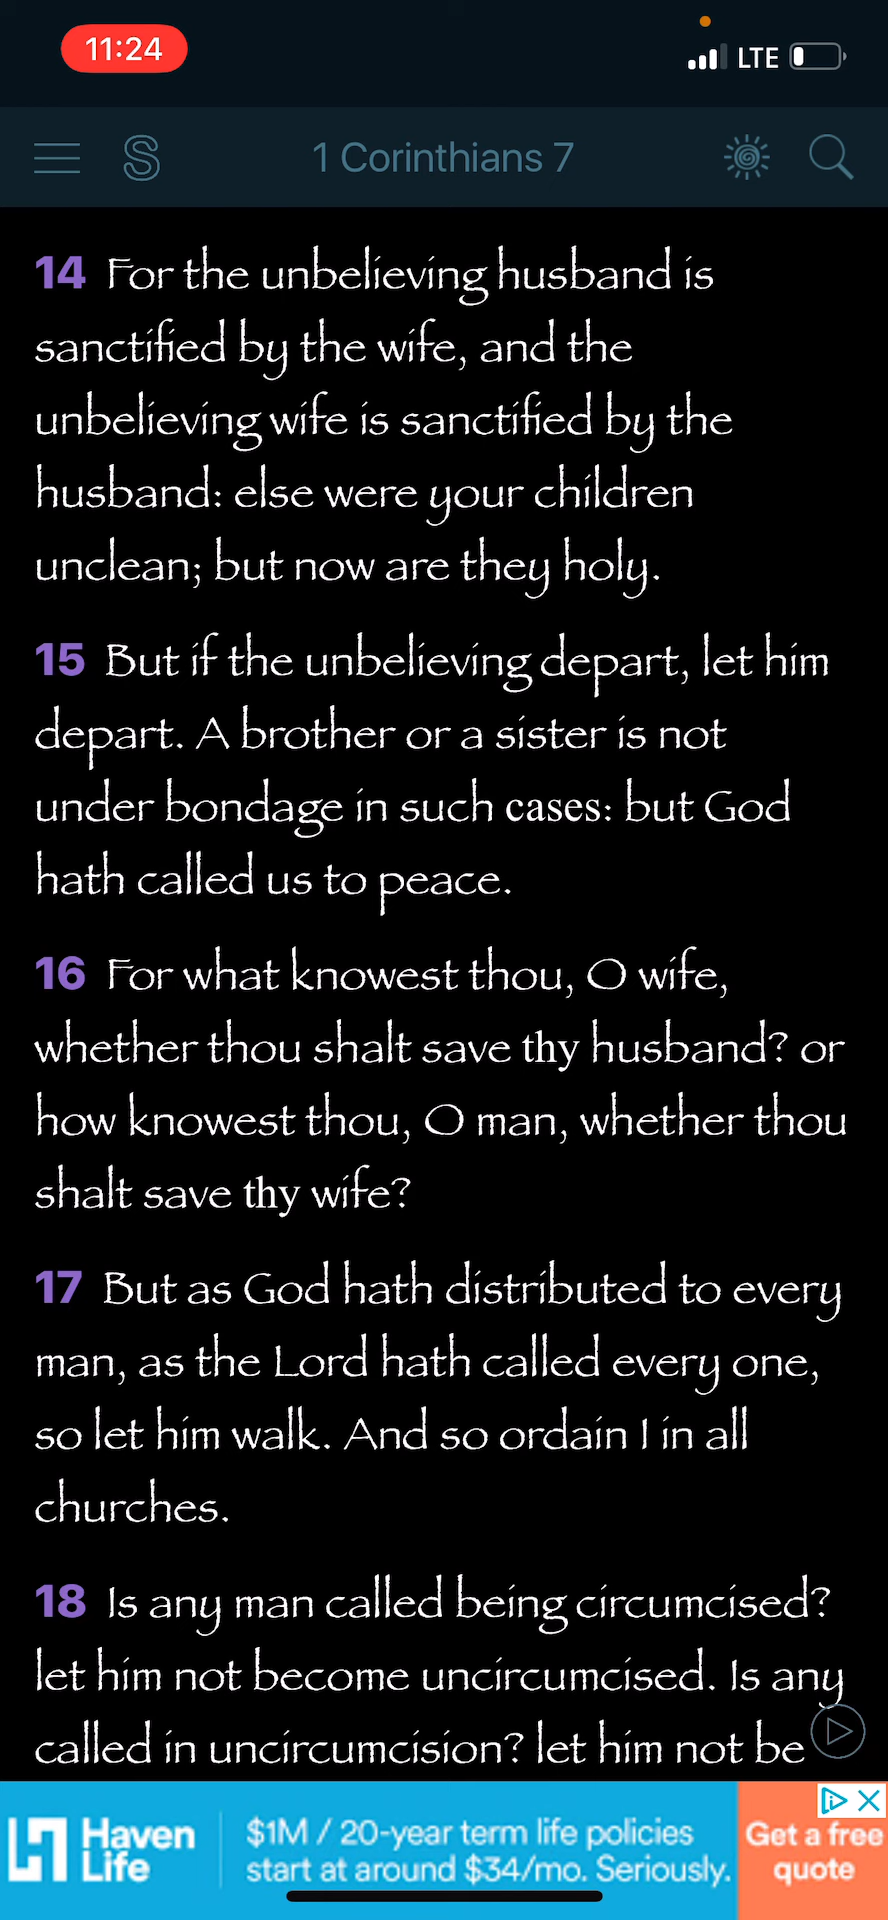 11:24
LTE
S
1 Corinthians 7
14 For the unbelieving husband is
sanctified by the wife, and the
unbelieving wife is sanctified by the
husband: else were your children
unclean; but now are they holy.
15 But if the unbelieving depart, let him
depart. A brother or a sister is not
under bondage in such cases: but God
hath called us to peace.
16 For what knowest thou, O wife,
whether thou shalt save thy husband? or
how knowest thou, O man, whether thou
shalt save thy wife?
17 But as God hath distributed to every
man, as the Lord hath called every one,
so let him walk. And so ordain I in all
churches.
18 Is any man called being circumcised?
let him not become uncircumcised. Is any
called in uncircumcision? let him not be
Haven
Life
$1M / 20-year term life policies
start at around $34/mo. Seriously.
Get a free
quote